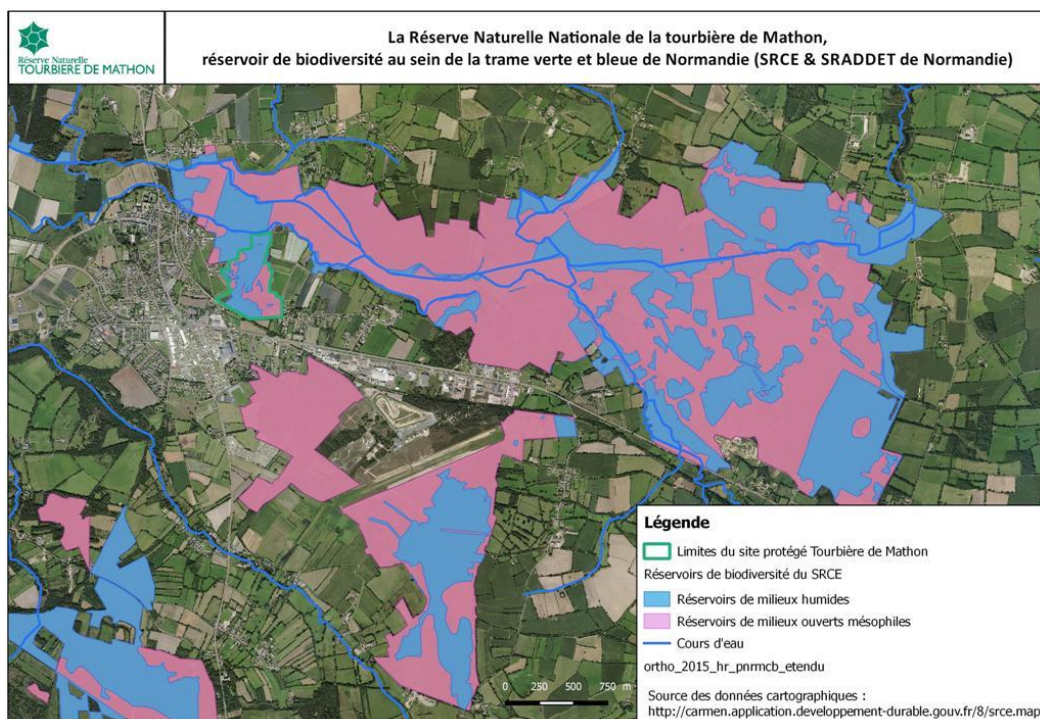 Réserve Naturelle
TOURBIÈRE DE MATHON
La Réserve Naturelle Nationale de la tourbière de Mathon,
réservoir de biodiversité au sein de la trame verte et bleue de Normandie (SRCE & SRADDET de Normandie)
0 250 500 750 m
Légende
Limites du site protégé Tourbière de Mathon
Réservoirs de biodiversité du SRCE
Réservoirs de milieux humides
Réservoirs de milieux ouverts mésophiles
Cours d'eau
ortho_2015_hr_pnrmcb_etendu
Source des données cartographiques :
http://carmen.application.developpement-durable.gouv.fr/8/srce.map